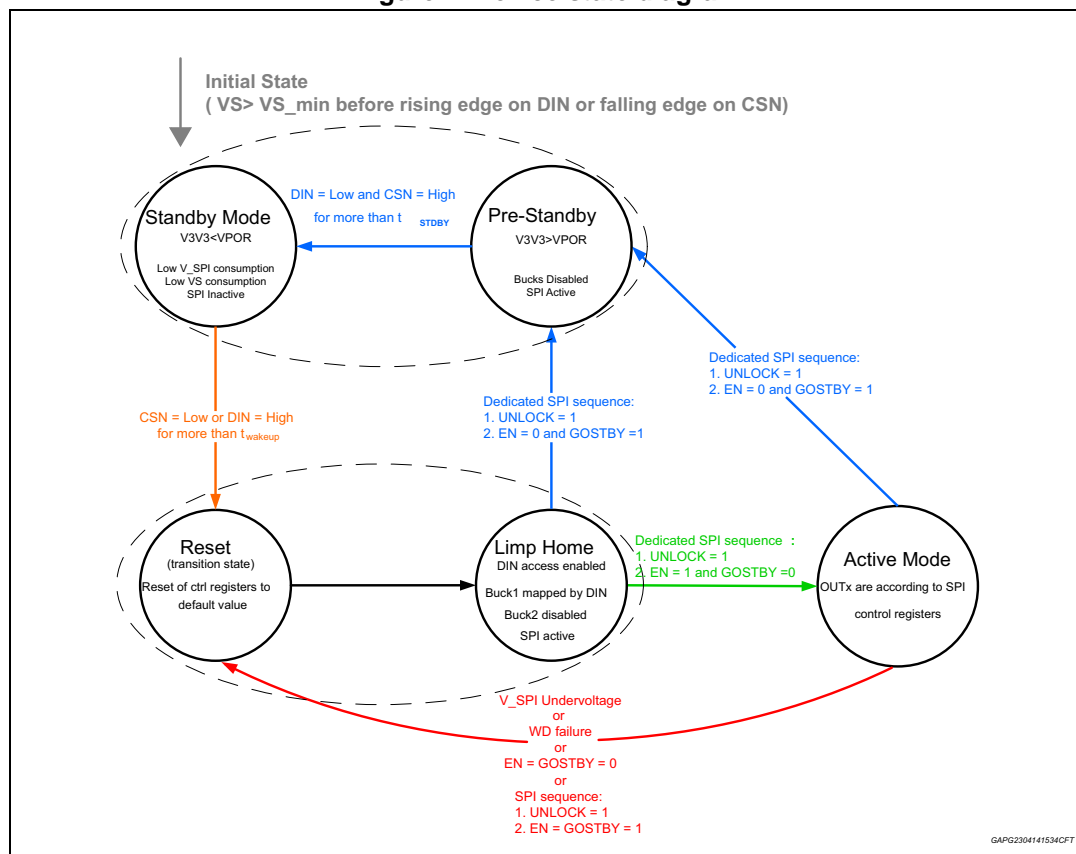 Initial State
( VS> VS_min before rising edge on DIN or falling edge on CSN)
Standby Mode
V3V3<VPOR
Low V_SPI consumption
Low VS consumption
SPI Inactive
DIN = Low and CSN = High
for more than t STDBY
Pre-Standby
V3V3>VPOR
Bucks Disabled
SPI Active
Dedicated SPI sequence:
1. UNLOCK = 1
2. EN = 0 and GOSTBY = 1
Dedicated SPI sequence:
1. UNLOCK = 1
2. EN = 0 and GOSTBY =1
CSN = Low or DIN = High
for more than t wakeup
Reset
(transition state)
Reset of ctrl registers to
default value
Limp Home
DIN access enabled
Buck1 mapped by DIN
Buck2 disabled
SPI active
Dedicated SPI sequence :
1. UNLOCK = 1
2. EN = 1 and GOSTBY =0
Active Mode
OUTx are according to SPI
control registers
V_SPI Undervoltage
or
WD failure
or
EN = GOSTBY = 0
or
SPI sequence:
1. UNLOCK = 1
2. EN = GOSTBY = 1
GAPG2304141534CFT